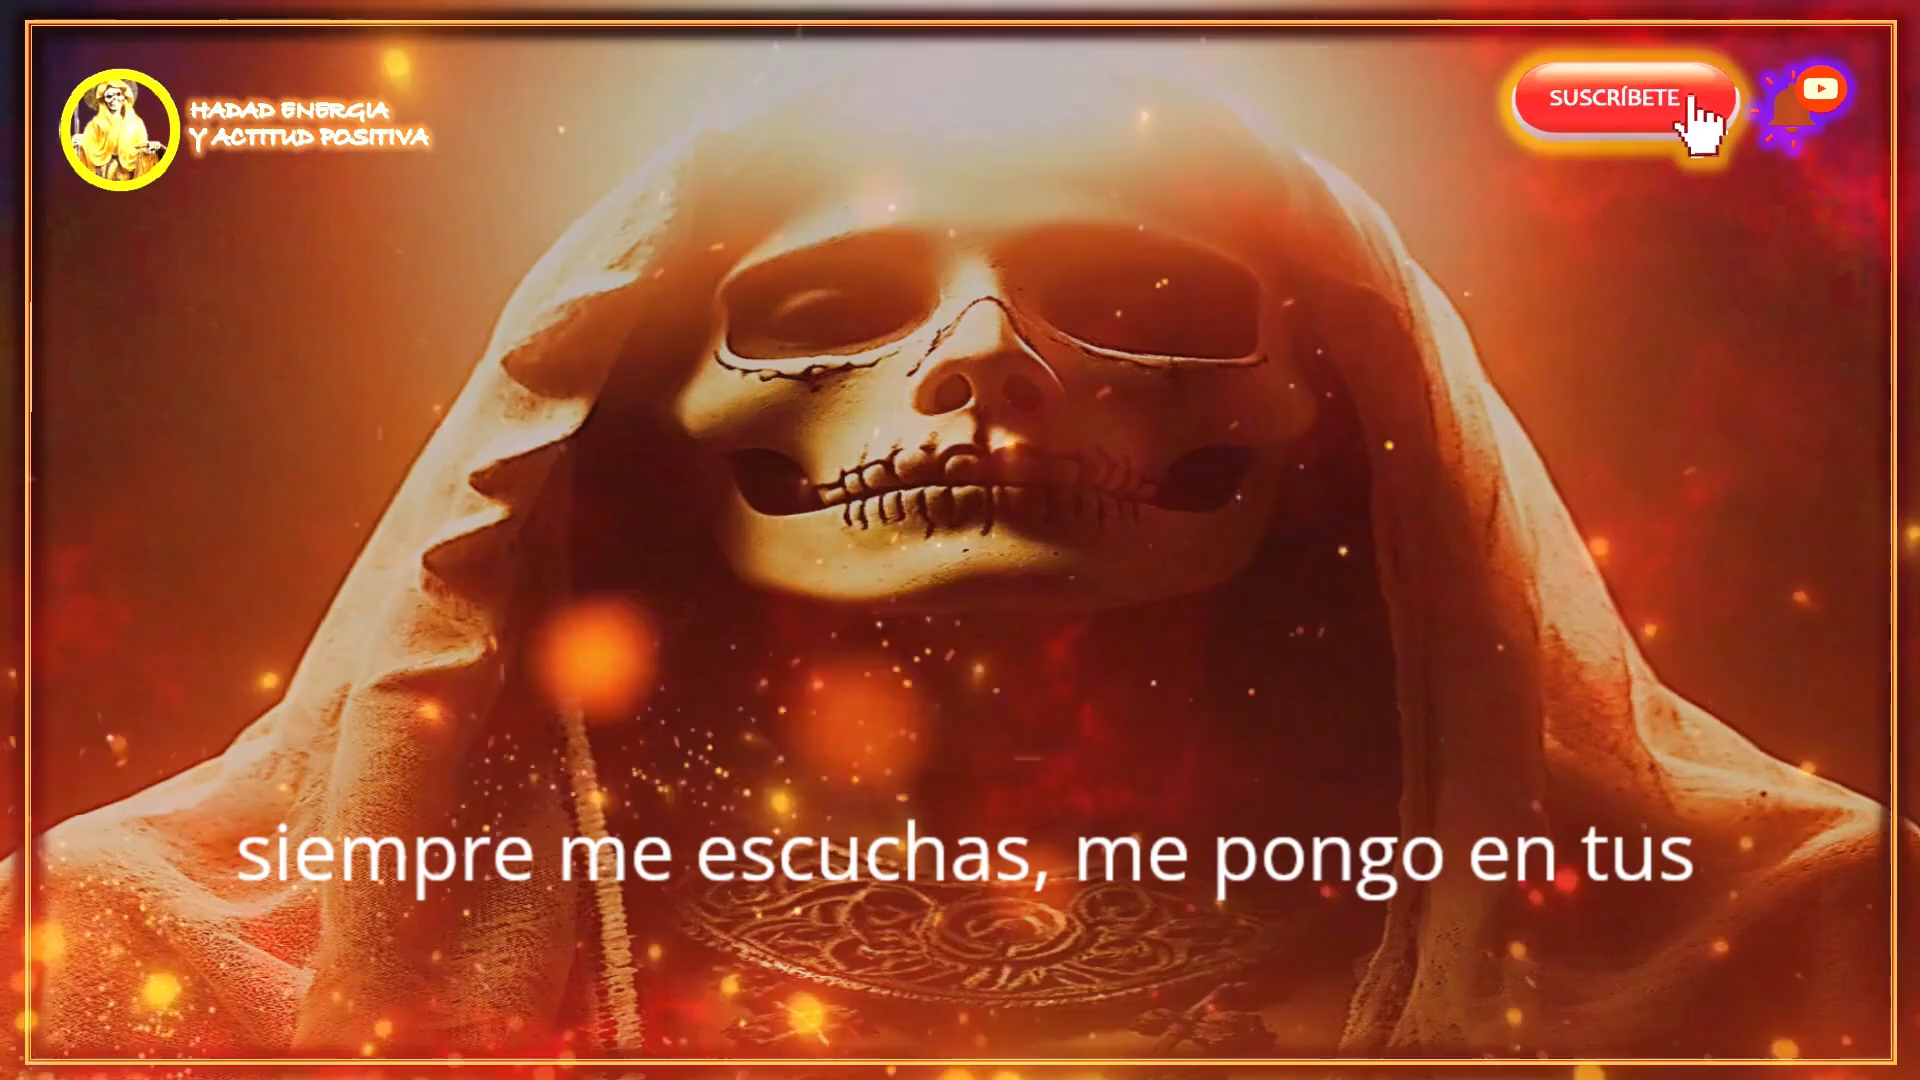 HADAD ENERGIA
Y ACTITUD POSITIVA
SUSCRÍBETE
siempre me escuchas, me pongo en tus